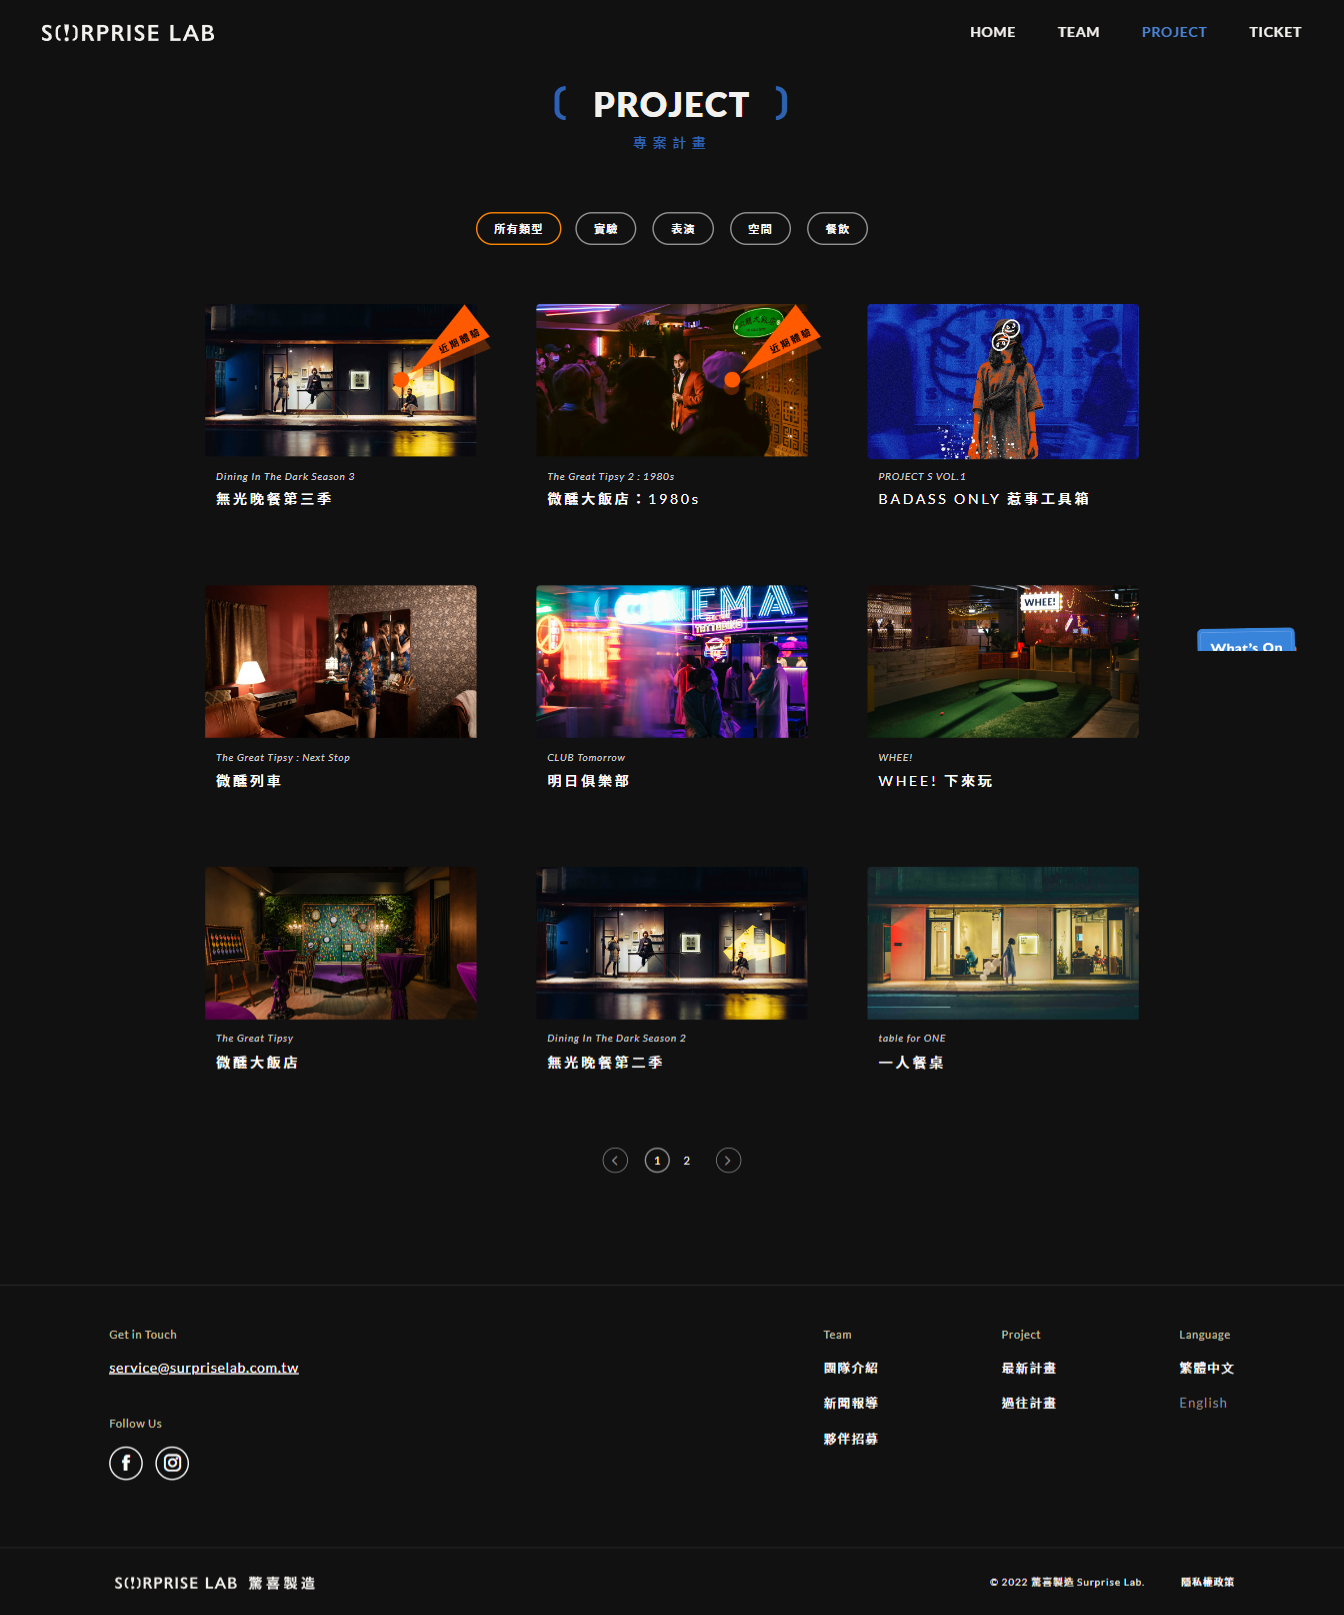 S(!)RPRISE LAB
HOME TEAM PROJECT TICKET
PROJECT
專案計畫
所有類型 實驗 表演 空間 餐飲
近期體驗
近期體驗
Dining In The Dark Season 3
無光晚餐第三季
The Great Tipsy 2 : 1980s
微醺大飯店：1980s
PROJECT S VOL.1
BADASS ONLY 惹事工具箱
WHEE!
What's On
The Great Tipsy : Next Stop
微醺列車
CLUB Tomorrow
明日俱樂部
WHEE!
WHEE! 下來玩
The Great Tipsy
微醺大飯店
Dining In The Dark Season 2
無光晚餐第二季
table for ONE
一人餐桌
1 2
Get in Touch
service@surpriselab.com.tw
Follow Us
Team
團隊介紹
新聞報導
夥伴招募
Project
最新計畫
過往計畫
Language
繁體中文
English
S(!)RPRISE LAB 驚喜製造
© 2022 驚喜製造 Surprise Lab.
隱私權政策